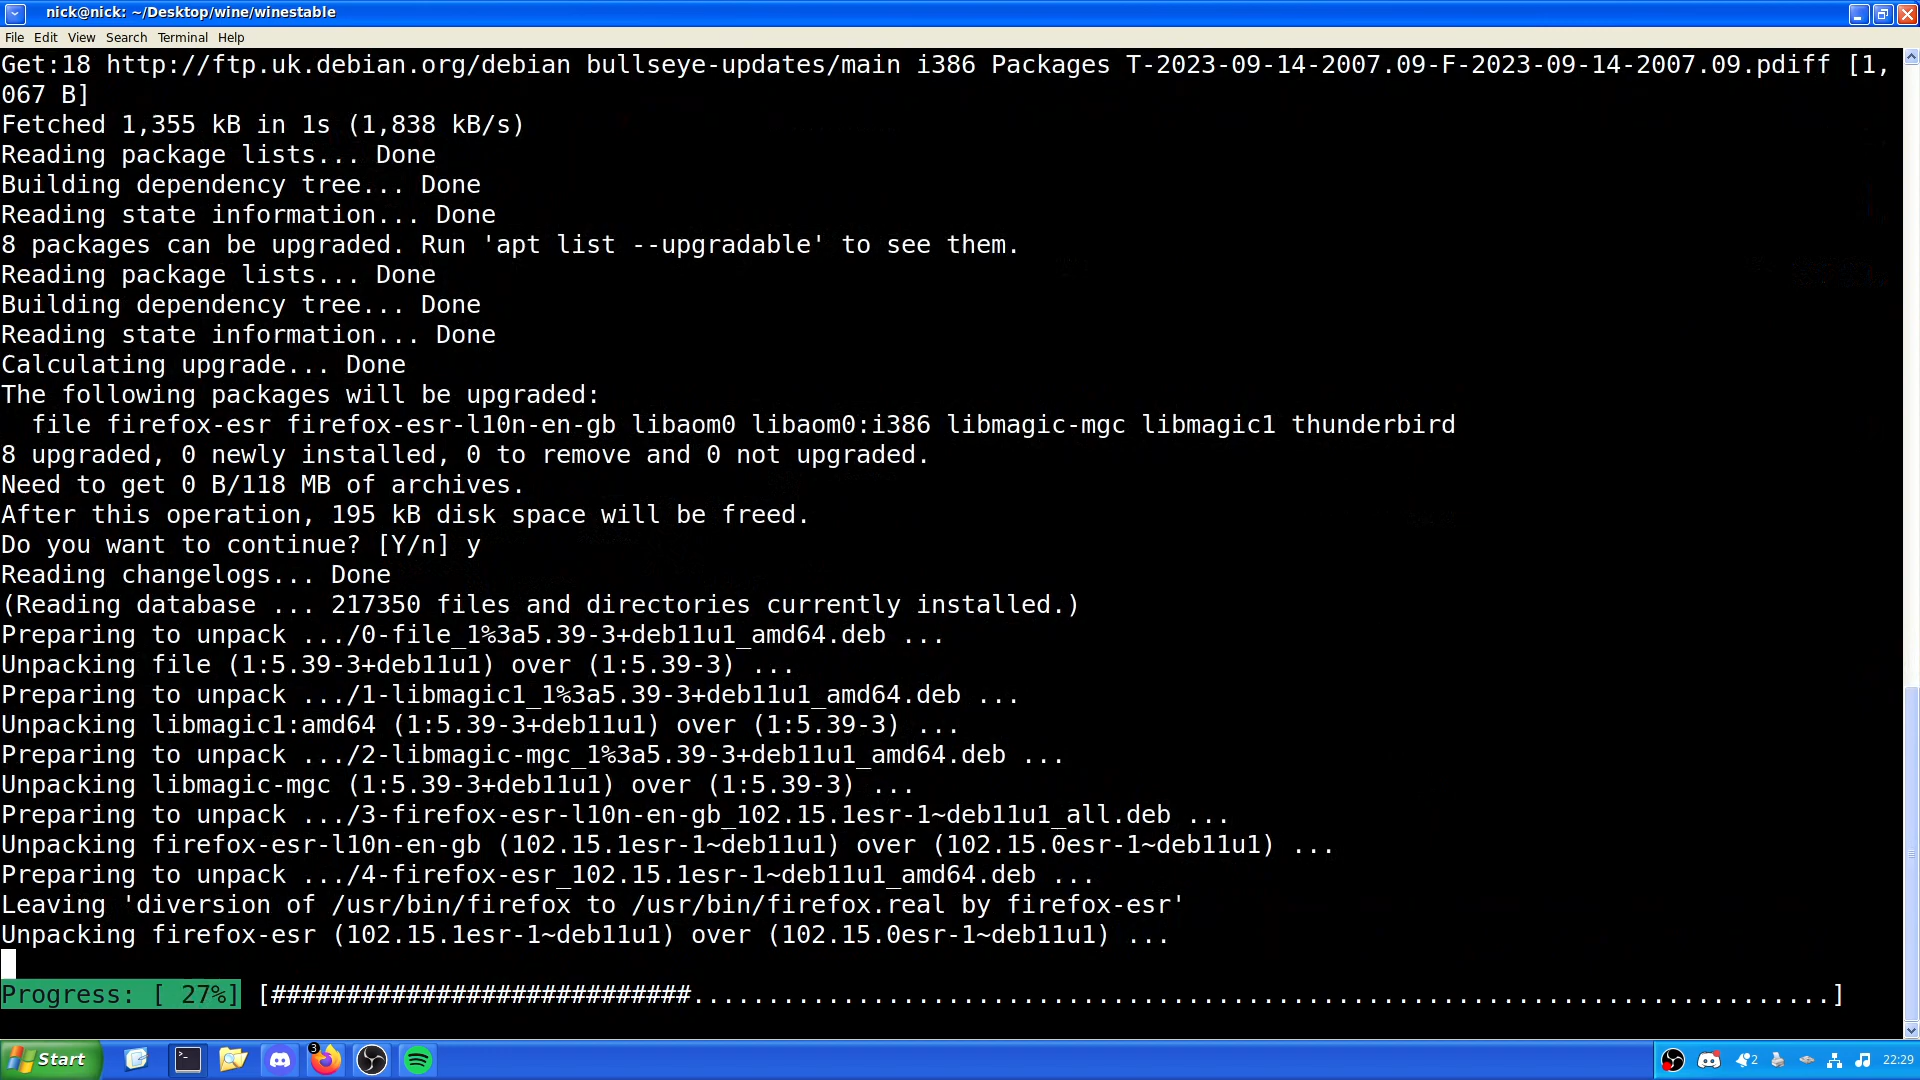 nick@nick: ~/Desktop/wine/winestable
File Edit View Search Terminal Help
Get:18 http://ftp.uk.debian.org/debian bullseye-updates/main i386 Packages T-2023-09-14-2007.09-F-2023-09-14-2007.09.pdiff [1,
067 B]
Fetched 1,355 kB in 1s (1,838 kB/s)
Reading package lists... Done
Building dependency tree... Done
Reading state information... Done
8 packages can be upgraded. Run 'apt list --upgradable' to see them.
Reading package lists... Done
Building dependency tree... Done
Reading state information... Done
Calculating upgrade... Done
The following packages will be upgraded:
  file firefox-esr firefox-esr-l10n-en-gb libaom0 libaom0:i386 libmagic-mgc libmagic1 thunderbird
8 upgraded, 0 newly installed, 0 to remove and 0 not upgraded.
Need to get 0 B/118 MB of archives.
After this operation, 195 kB disk space will be freed.
Do you want to continue? [Y/n] y
Reading changelogs... Done
(Reading database ... 217350 files and directories currently installed.)
Preparing to unpack .../0-file_1%3a5.39-3+deb11u1_amd64.deb ...
Unpacking file (1:5.39-3+deb11u1) over (1:5.39-3) ...
Preparing to unpack .../1-libmagic1_1%3a5.39-3+deb11u1_amd64.deb ...
Unpacking libmagic1:amd64 (1:5.39-3+deb11u1) over (1:5.39-3) ...
Preparing to unpack .../2-libmagic-mgc_1%3a5.39-3+deb11u1_amd64.deb ...
Unpacking libmagic-mgc (1:5.39-3+deb11u1) over (1:5.39-3) ...
Preparing to unpack .../3-firefox-esr-l10n-en-gb_102.15.1esr-1~deb11u1_all.deb ...
Unpacking firefox-esr-l10n-en-gb (102.15.1esr-1~deb11u1) over (102.15.0esr-1~deb11u1) ...
Preparing to unpack .../4-firefox-esr_102.15.1esr-1~deb11u1_amd64.deb ...
Leaving 'diversion of /usr/bin/firefox to /usr/bin/firefox.real by firefox-esr'
Unpacking firefox-esr (102.15.1esr-1~deb11u1) over (102.15.0esr-1~deb11u1) ...
Progress: [ 27%] [############################............................................................................]
Start 3 2 22:29